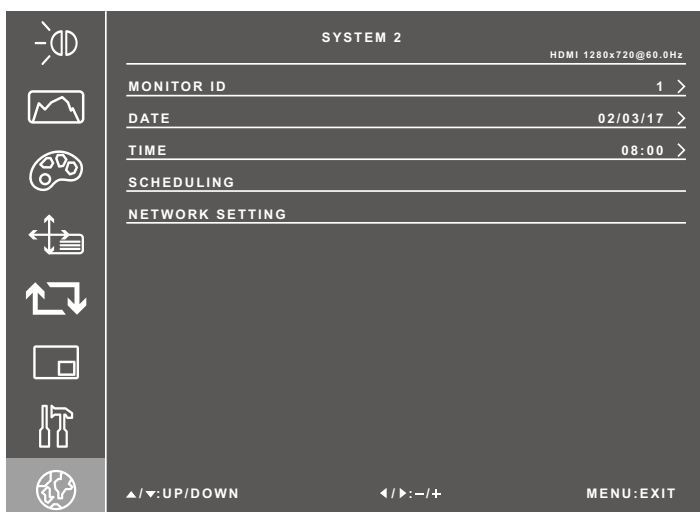 SYSTEM 2
HDMI 1280x720@60.0Hz
MONITOR ID 1 >
DATE 02/03/17 >
TIME 08:00 >
SCHEDULING
NETWORK SETTING
▲/▼:UP/DOWN ◀/▶:−/+ MENU:EXIT